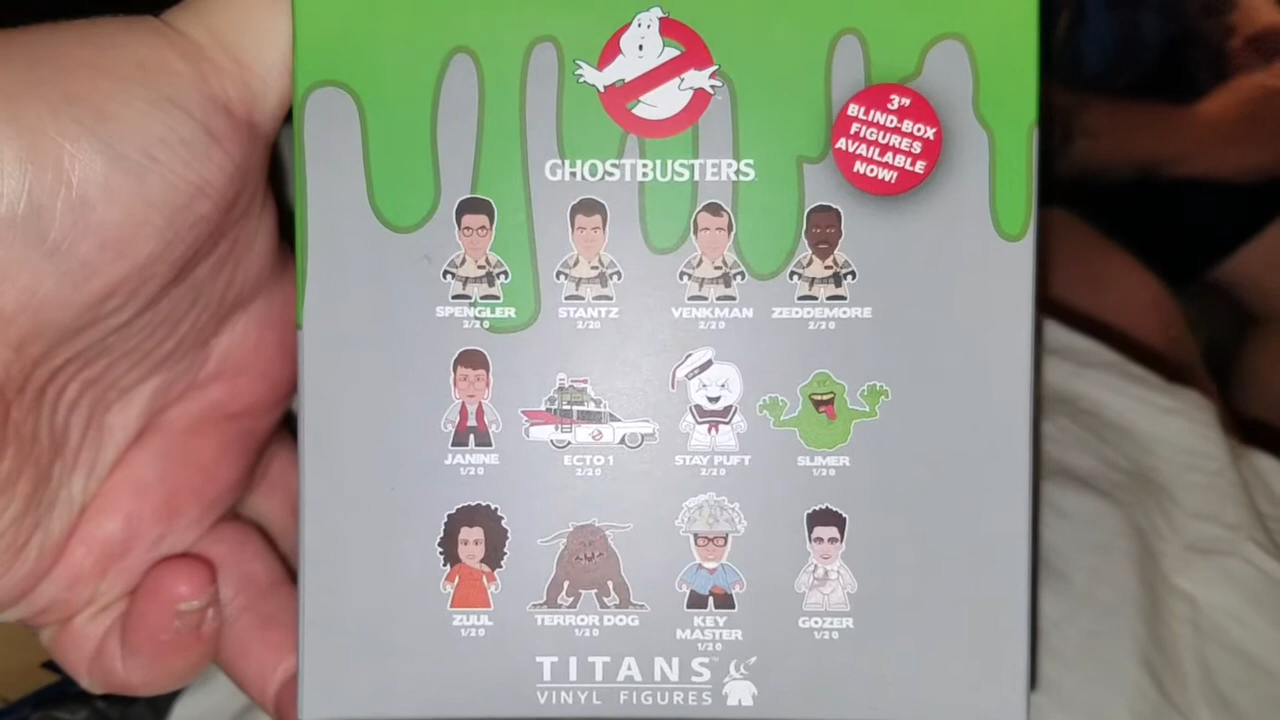 3"
BLIND-BOX
FIGURES
AVAILABLE
NOW!
GHOSTBUSTERS
SPENGLER STANTZ VENKMAN ZEDDEMORE
2/20 2/20 2/20 2/20
JANINE ECTO 1 STAY PUFT SLIMER
1/20 2/20 2/20 1/20
ZUUL TERROR DOG KEY MASTER GOZER
1/20 1/20 1/20 1/20
TITANS™
VINYL FIGURES